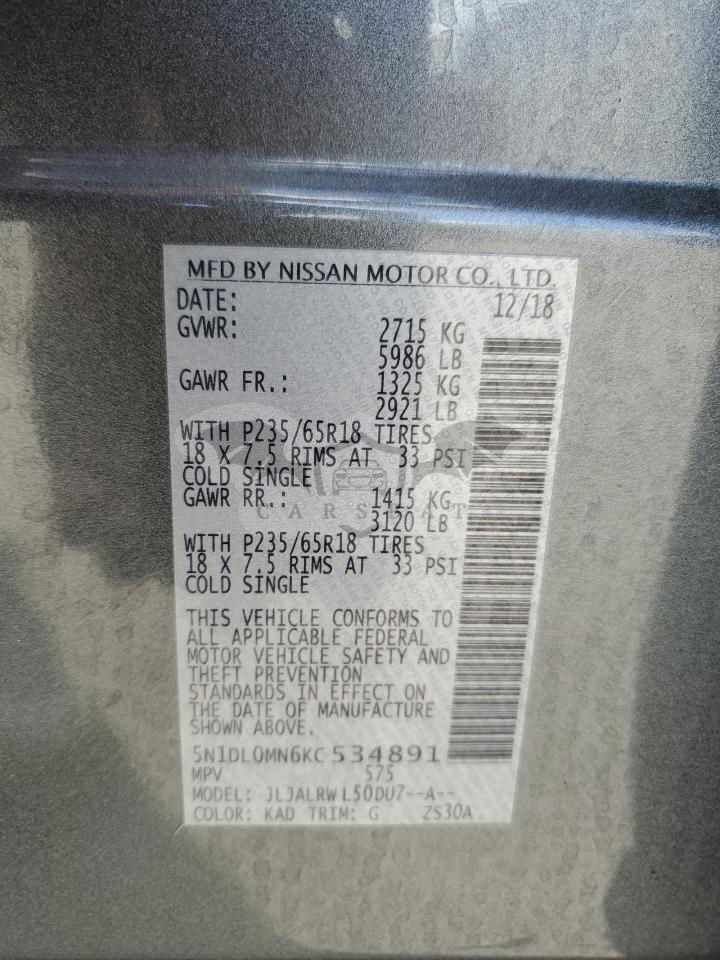 MFD BY NISSAN MOTOR CO., LTD.
DATE: 12/18
GVWR: 2715 KG
5986 LB
GAWR FR.: 1325 KG
2921 LB
WITH P235/65R18 TIRES
18 X 7.5 RIMS AT 33 PSI
COLD SINGLE
GAWR RR.: 1415 KG
3120 LB
WITH P235/65R18 TIRES
18 X 7.5 RIMS AT 33 PSI
COLD SINGLE
THIS VEHICLE CONFORMS TO
ALL APPLICABLE FEDERAL
MOTOR VEHICLE SAFETY AND
THEFT PREVENTION
STANDARDS IN EFFECT ON
THE DATE OF MANUFACTURE
SHOWN ABOVE.
5N1DL0MN6KC534891
MPV 575
MODEL: JLJALRWL50DU7--A--
COLOR: KAD TRIM: G ZS30A